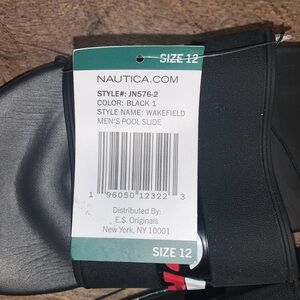 SIZE 12
NAUTICA.COM
STYLE#: JN576-2
COLOR: BLACK 1
STYLE NAME: WAKEFIELD
MEN'S POOL SLIDE
1 96050 12322 3
Distributed By:
E.S. Originals
New York, NY 10001
SIZE 12